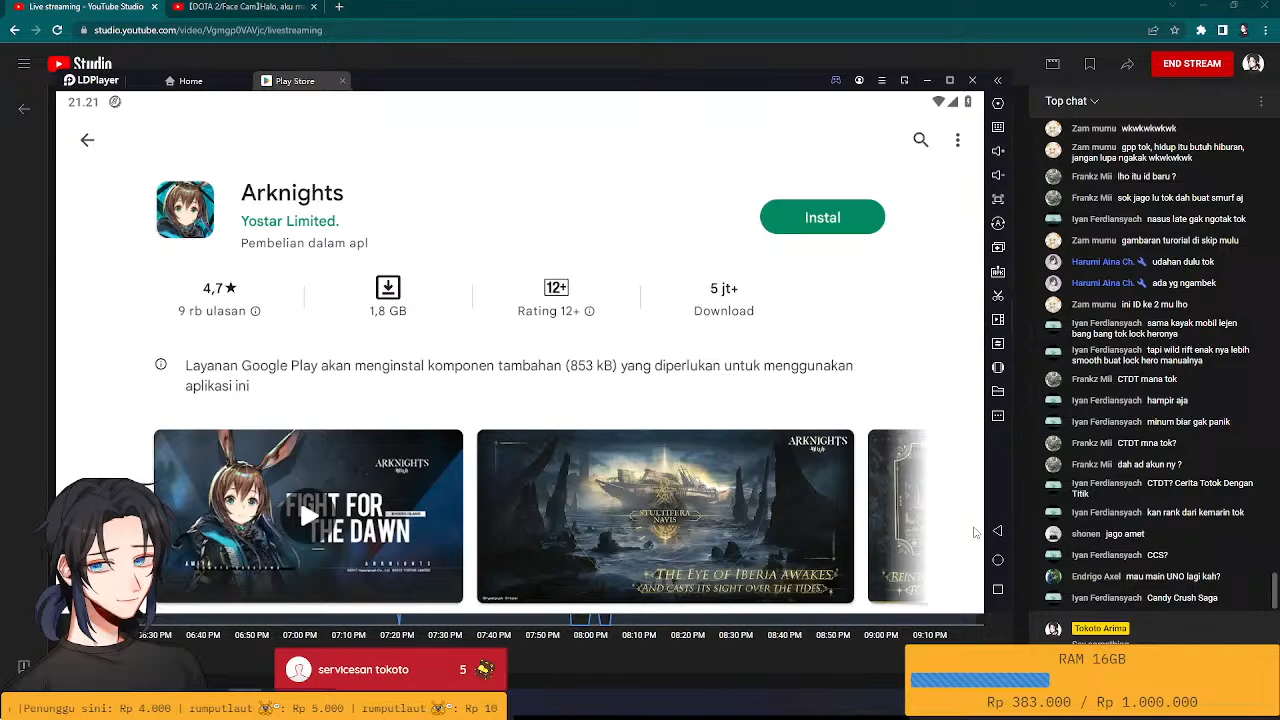 Live streaming - YouTube Studio
[DOTA 2/Face Cam]Halo, aku m
studio.youtube.com/video/Vgmgp0VAVjc/livestreaming
Studio
END STREAM
LDPlayer
Home
Play Store
21.21
Arknights
Yostar Limited.
Pembelian dalam apl
Instal
4,7★
9 rb ulasan
1,8 GB
12+
Rating 12+
5 jt+
Download
Layanan Google Play akan menginstal komponen tambahan (853 kB) yang diperlukan untuk menggunakan
aplikasi ini
ARKNIGHTS
FIGHT FOR
THE DAWN
ARKNIGHTS
STULTIFERA
NAVIS
THE EYE OF IBERIA AWAKES
AND CASTS ITS SIGHT OVER THE TIDES.
06:40 PM 06:50 PM 07:00 PM 07:10 PM 07:20 PM 07:30 PM 07:40 PM 07:50 PM 08:00 PM 08:10 PM 08:20 PM 08:30 PM 08:40 PM 08:50 PM 09:00 PM 09:10 PM
Top chat
Zam mumu wkwkwkwkwk
Zam mumu gpp tok, hidup itu butuh hiburan,
jangan lupa ngakak wkwkwkwk
Frankz Mii lho itu id baru ?
Frankz Mii sok jago lu tok dah buat smurf aj
Iyan Ferdiansyach nasus late gak ngotak tok
Zam mumu gambaran turorial di skip mulu
Harumi Aina Ch. udahan dulu tok
Harumi Aina Ch. ada yg ngambek
Zam mumu ini ID ke 2 mu lho
Iyan Ferdiansyach sama kayak mobil lejen
bang bang tok lock heronya
Iyan Ferdiansyach tapi wild rift enak nya lebih
smooth buat lock hero manualnya
Frankz Mii CTDT mana tok
Iyan Ferdiansyach hampir aja
Iyan Ferdiansyach minum biar gak panik
Frankz Mii CTDT mna tok?
Frankz Mii dah ad akun ny ?
Iyan Ferdiansyach CTDT? Cerita Totok Dengan
Titik
Iyan Ferdiansyach kan rank dari kemarin tok
shonen jago amet
Iyan Ferdiansyach CCS?
Endrigo Axel mau main UNO lagi kah?
Iyan Ferdiansyach Candy Crush Saga
Tokoto Arima
servicesan tokoto 5
|Penunggu sini: Rp 4.000 | rumputlaut : Rp 5.000 | rumputlaut : Rp 10
RAM 16GB
Rp 383.000 / Rp 1.000.000